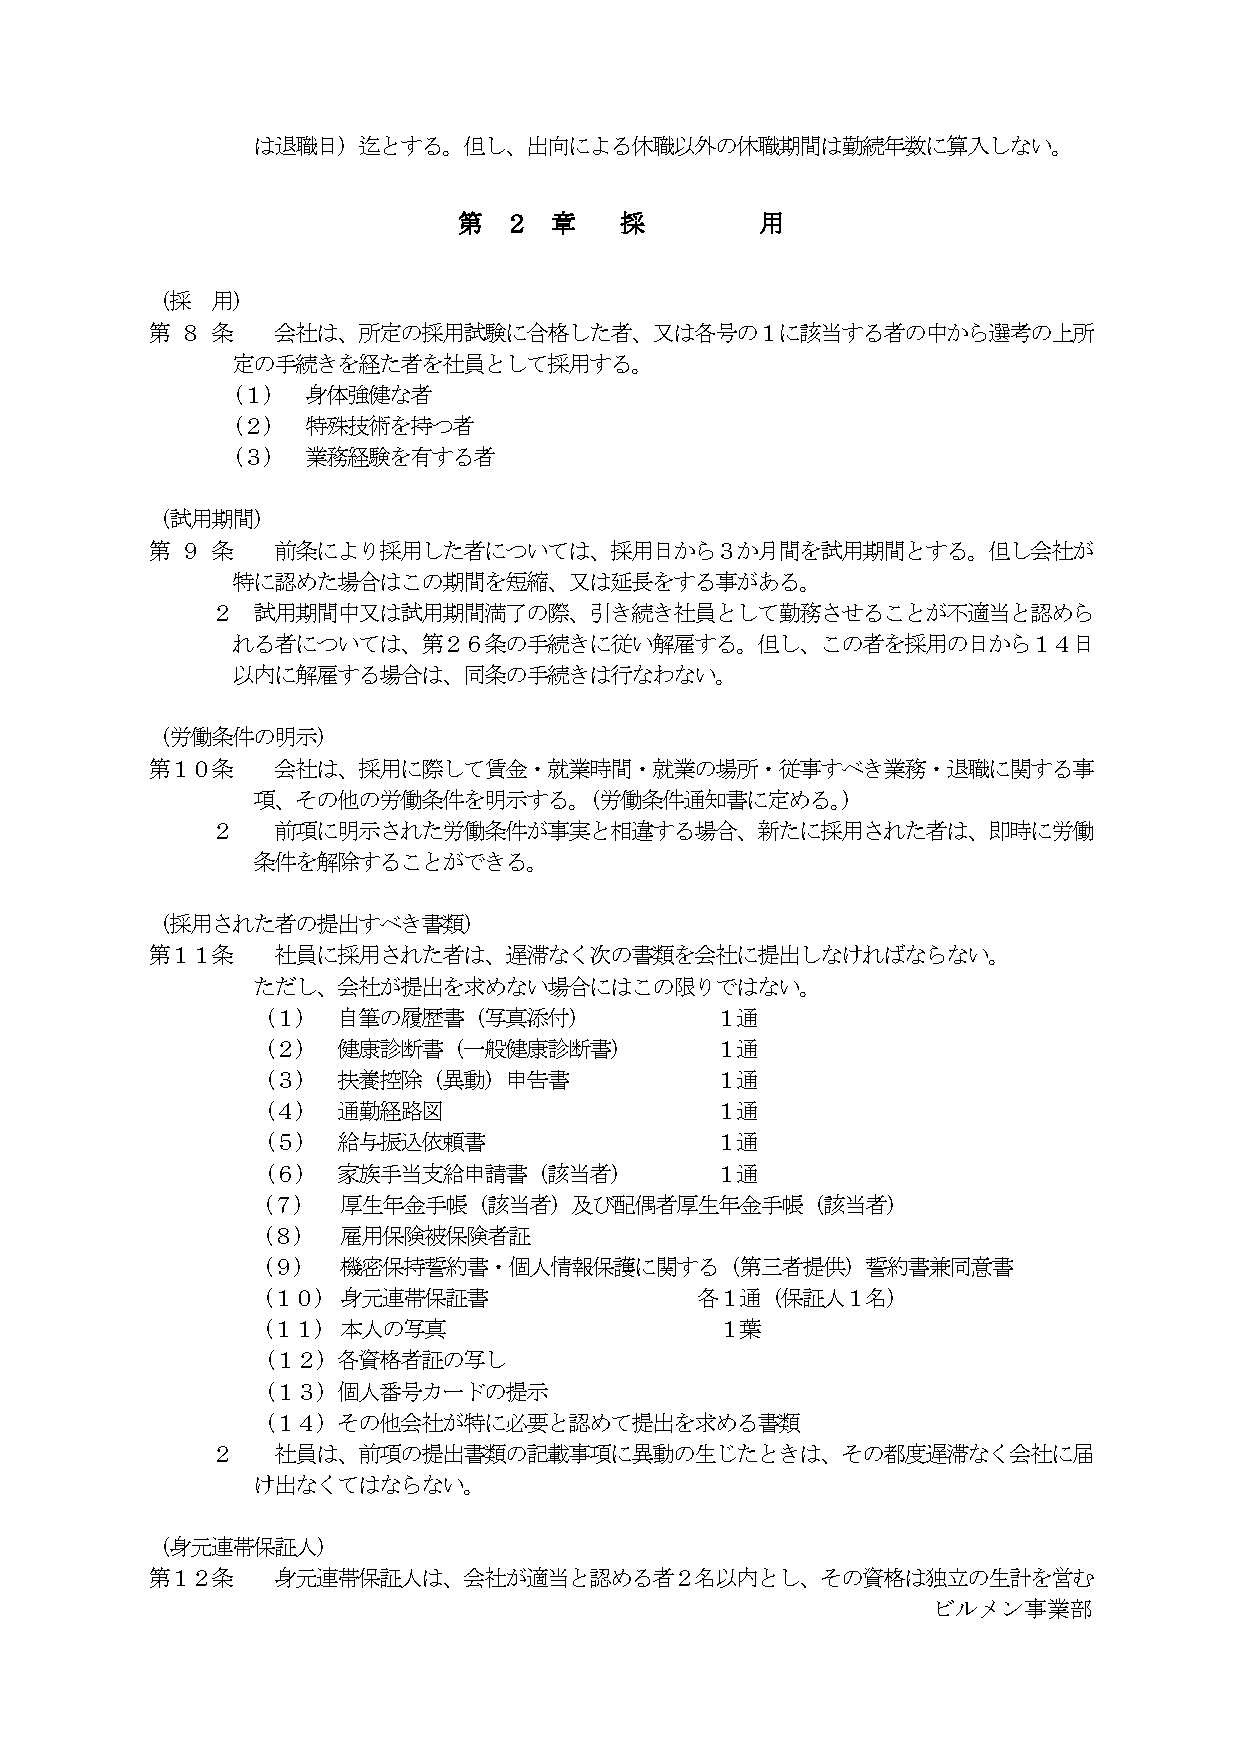 は退職日）迄とする。但し、出向による休職以外の休職期間は勤続年数に算入しない。
第　２　章　　採　　　　　用
（採　用）
第 ８ 条　　会社は、所定の採用試験に合格した者、又は各号の１に該当する者の中から選考の上所
定の手続きを経た者を社員として採用する。
（１）　身体強健な者
（２）　特殊技術を持つ者
（３）　業務経験を有する者
（試用期間）
第 ９ 条　　前条により採用した者については、採用日から３か月間を試用期間とする。但し会社が
特に認めた場合はこの期間を短縮、又は延長をする事がある。
２　試用期間中又は試用期間満了の際、引き続き社員として勤務させることが不適当と認めら
れる者については、第２６条の手続きに従い解雇する。但し、この者を採用の日から１４日
以内に解雇する場合は、同条の手続きは行なわない。
（労働条件の明示）
第１０条　　会社は、採用に際して賃金・就業時間・就業の場所・従事すべき業務・退職に関する事
項、その他の労働条件を明示する。（労働条件通知書に定める。）
２　　前項に明示された労働条件が事実と相違する場合、新たに採用された者は、即時に労働
条件を解除することができる。
（採用された者の提出すべき書類）
第１１条　　社員に採用された者は、遅滞なく次の書類を会社に提出しなければならない。
ただし、会社が提出を求めない場合にはこの限りではない。
（１）　自筆の履歴書（写真添付）　　　　　　　１通
（２）　健康診断書（一般健康診断書）　　　　　１通
（３）　扶養控除（異動）申告書　　　　　　　１通
（４）　通勤経路図　　　　　　　　　　　　　１通
（５）　給与振込依頼書　　　　　　　　　　　１通
（６）　家族手当支給申請書（該当者）　　　　　１通
（７）　厚生年金手帳（該当者）及び配偶者厚生年金手帳（該当者）
（８）　雇用保険被保険者証
（９）　機密保持誓約書・個人情報保護に関する（第三者提供）誓約書兼同意書
（１０）身元連帯保証書　　　　　　　　　　各１通（保証人１名）
（１１）本人の写真　　　　　　　　　　　　　１葉
（１２）各資格者証の写し
（１３）個人番号カードの提示
（１４）その他会社が特に必要と認めて提出を求める書類
２　　社員は、前項の提出書類の記載事項に異動の生じたときは、その都度遅滞なく会社に届
け出なくてはならない。
（身元連帯保証人）
第１２条　　身元連帯保証人は、会社が適当と認める者２名以内とし、その資格は独立の生計を営む
ビルメン事業部